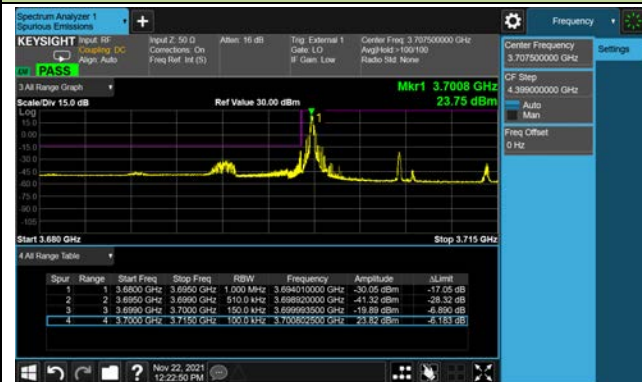 Spectrum Analyzer 1
Spurious Emissions
+
Frequency
KEYSIGHT
Input: RF
Coupling: DC
Align: Auto
Input Z: 50 Ω
Corrections: On
Freq Ref: Int (S)
Atten: 16 dB
Trig: External 1
Gate: LO
IF Gain: Low
Center Freq: 3.707500000 GHz
Avg|Hold:>100/100
Radio Std: None
PASS
3 All Range Graph
Mkr1 3.7008 GHz
23.75 dBm
Scale/Div 15.0 dB
Ref Value 30.00 dBm
Log
15.0
0.00
-15.0
-30.0
-45.0
-60.0
-75.0
-90.0
-105
1
Start 3.680 GHz
Stop 3.715 GHz
4 All Range Table
Spur Range Start Freq Stop Freq RBW Frequency Amplitude ΔLimit
1 1 3.6800 GHz 3.6950 GHz 1.000 MHz 3.694010000 GHz -30.05 dBm -17.05 dB
2 2 3.6950 GHz 3.6990 GHz 510.0 kHz 3.698920000 GHz -41.32 dBm -28.32 dB
3 3 3.6990 GHz 3.7000 GHz 150.0 kHz 3.699993500 GHz -19.89 dBm -6.890 dB
4 4 3.7000 GHz 3.7150 GHz 100.0 kHz 3.700802500 GHz 23.82 dBm -6.183 dB
Center Frequency
3.707500000 GHz
Settings
CF Step
4.399000000 GHz
Auto
Man
Freq Offset
0 Hz
?
Nov 22, 2021
12:22:50 PM